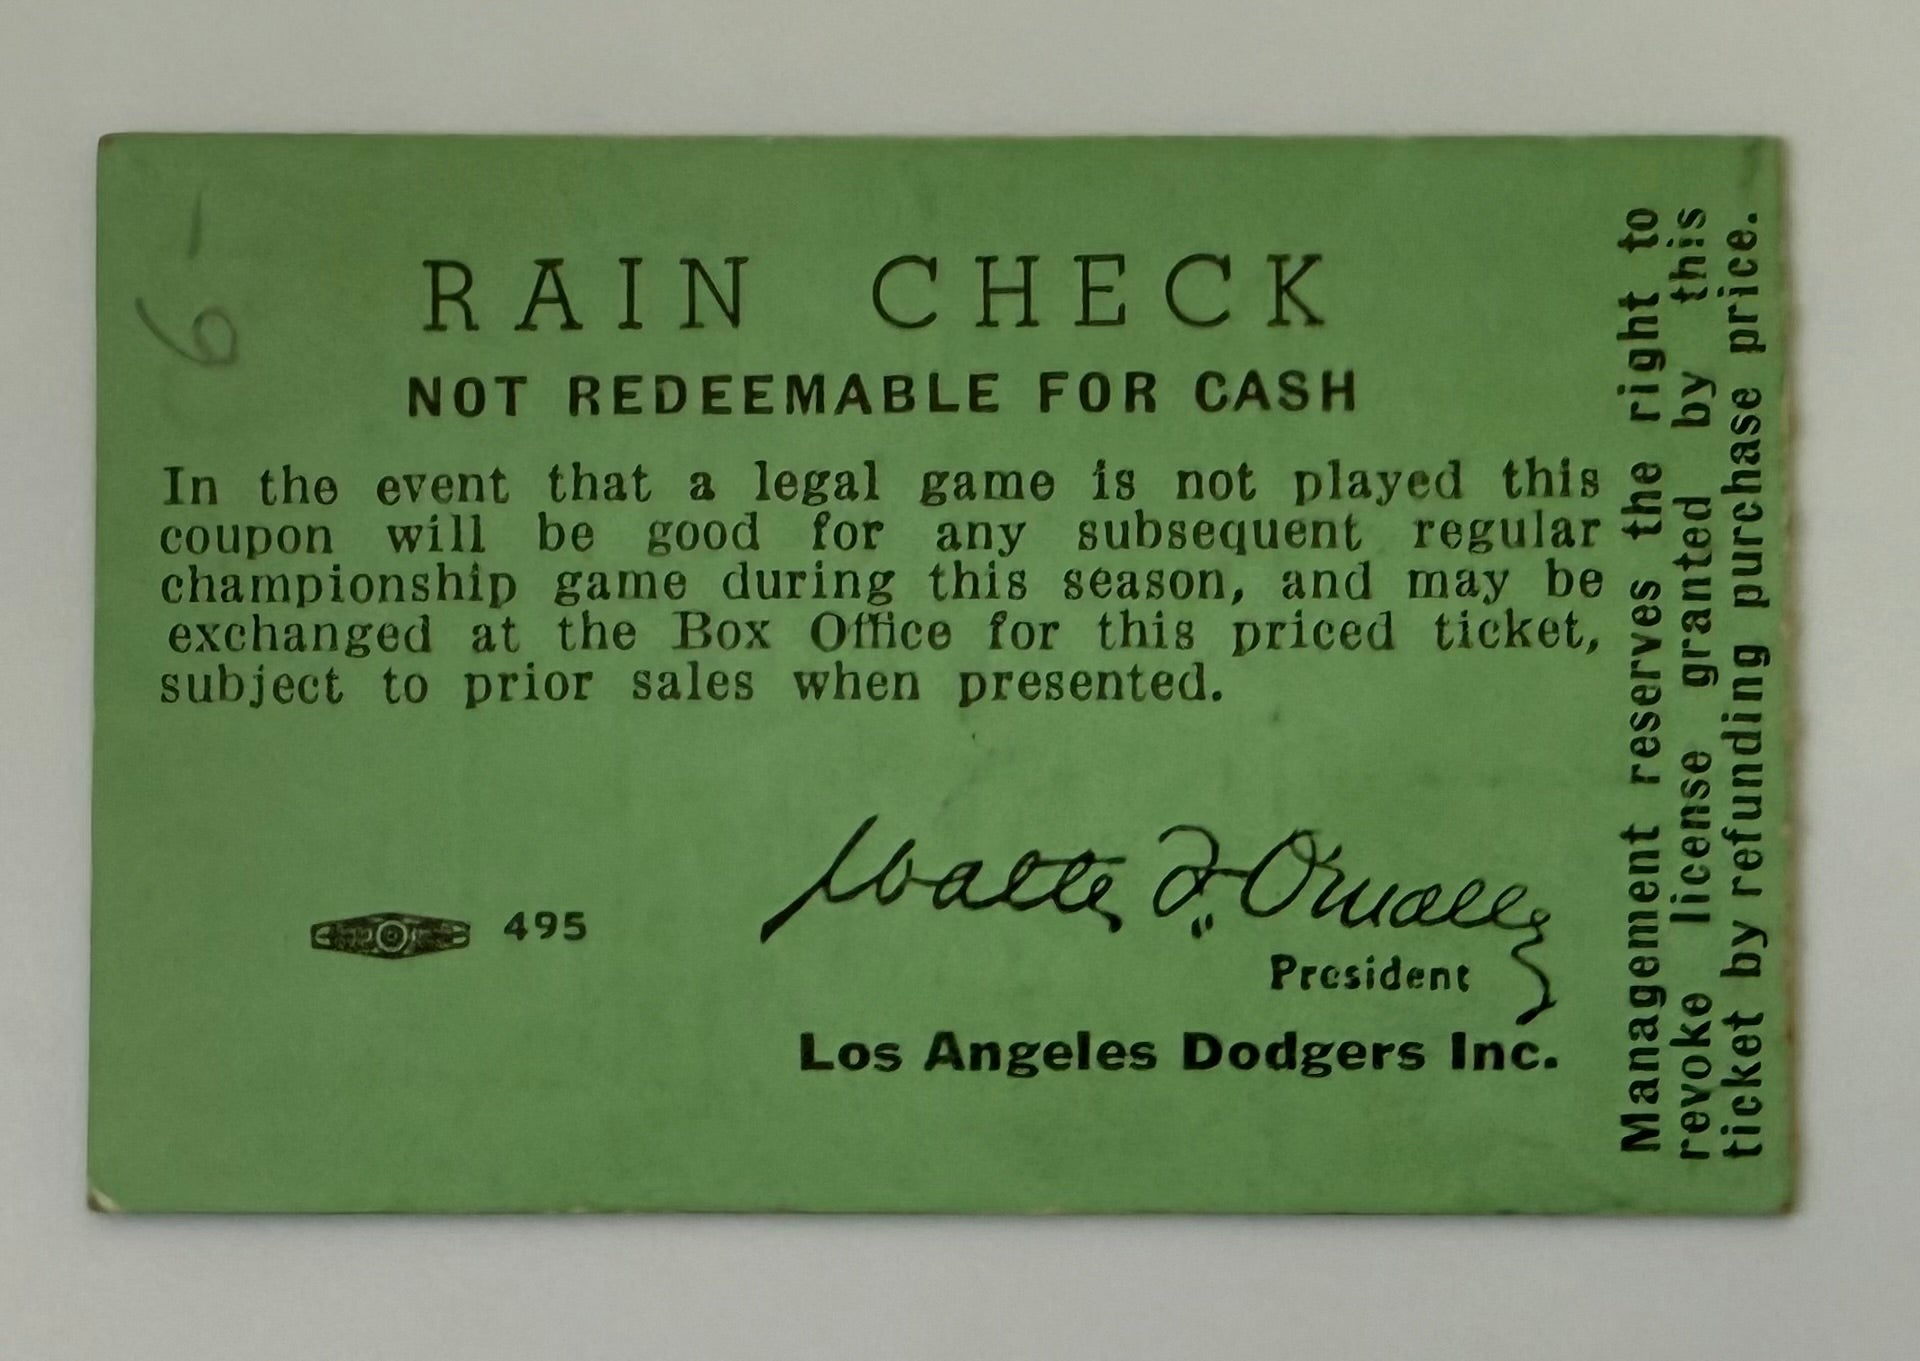 6-
RAIN CHECK
NOT REDEEMABLE FOR CASH
In the event that a legal game is not played this
coupon will be good for any subsequent regular
championship game during this season, and may be
exchanged at the Box Office for this priced ticket,
subject to prior sales when presented.
495
Walter F. O'Malley
President
Los Angeles Dodgers Inc.
Management reserves the right to
revoke license granted by this
ticket by refunding purchase price.